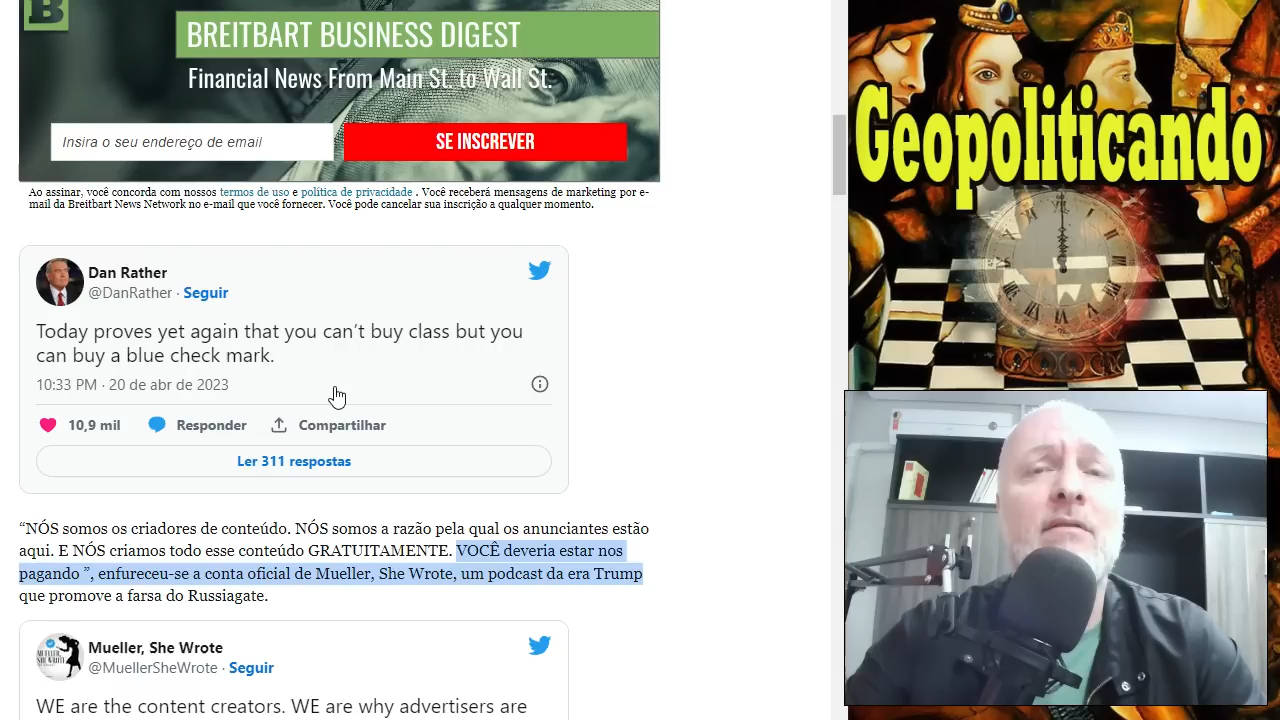 B
BREITBART BUSINESS DIGEST
Financial News From Main St. to Wall St.
Insira o seu endereço de email
SE INSCREVER
Ao assinar, você concorda com nossos termos de uso e política de privacidade . Você receberá mensagens de marketing por e-
mail da Breitbart News Network no e-mail que você fornecer. Você pode cancelar sua inscrição a qualquer momento.
Dan Rather
@DanRather · Seguir
Today proves yet again that you can’t buy class but you
can buy a blue check mark.
10:33 PM · 20 de abr de 2023
10,9 mil
Responder
Compartilhar
Ler 311 respostas
“NÓS somos os criadores de conteúdo. NÓS somos a razão pela qual os anunciantes estão
aqui. E NÓS criamos todo esse conteúdo GRATUITAMENTE. VOCÊ deveria estar nos
pagando ”, enfureceu-se a conta oficial de Mueller, She Wrote, um podcast da era Trump
que promove a farsa do Russiagate.
Mueller, She Wrote
@MuellerSheWrote · Seguir
WE are the content creators. WE are why advertisers are
Geopoliticando